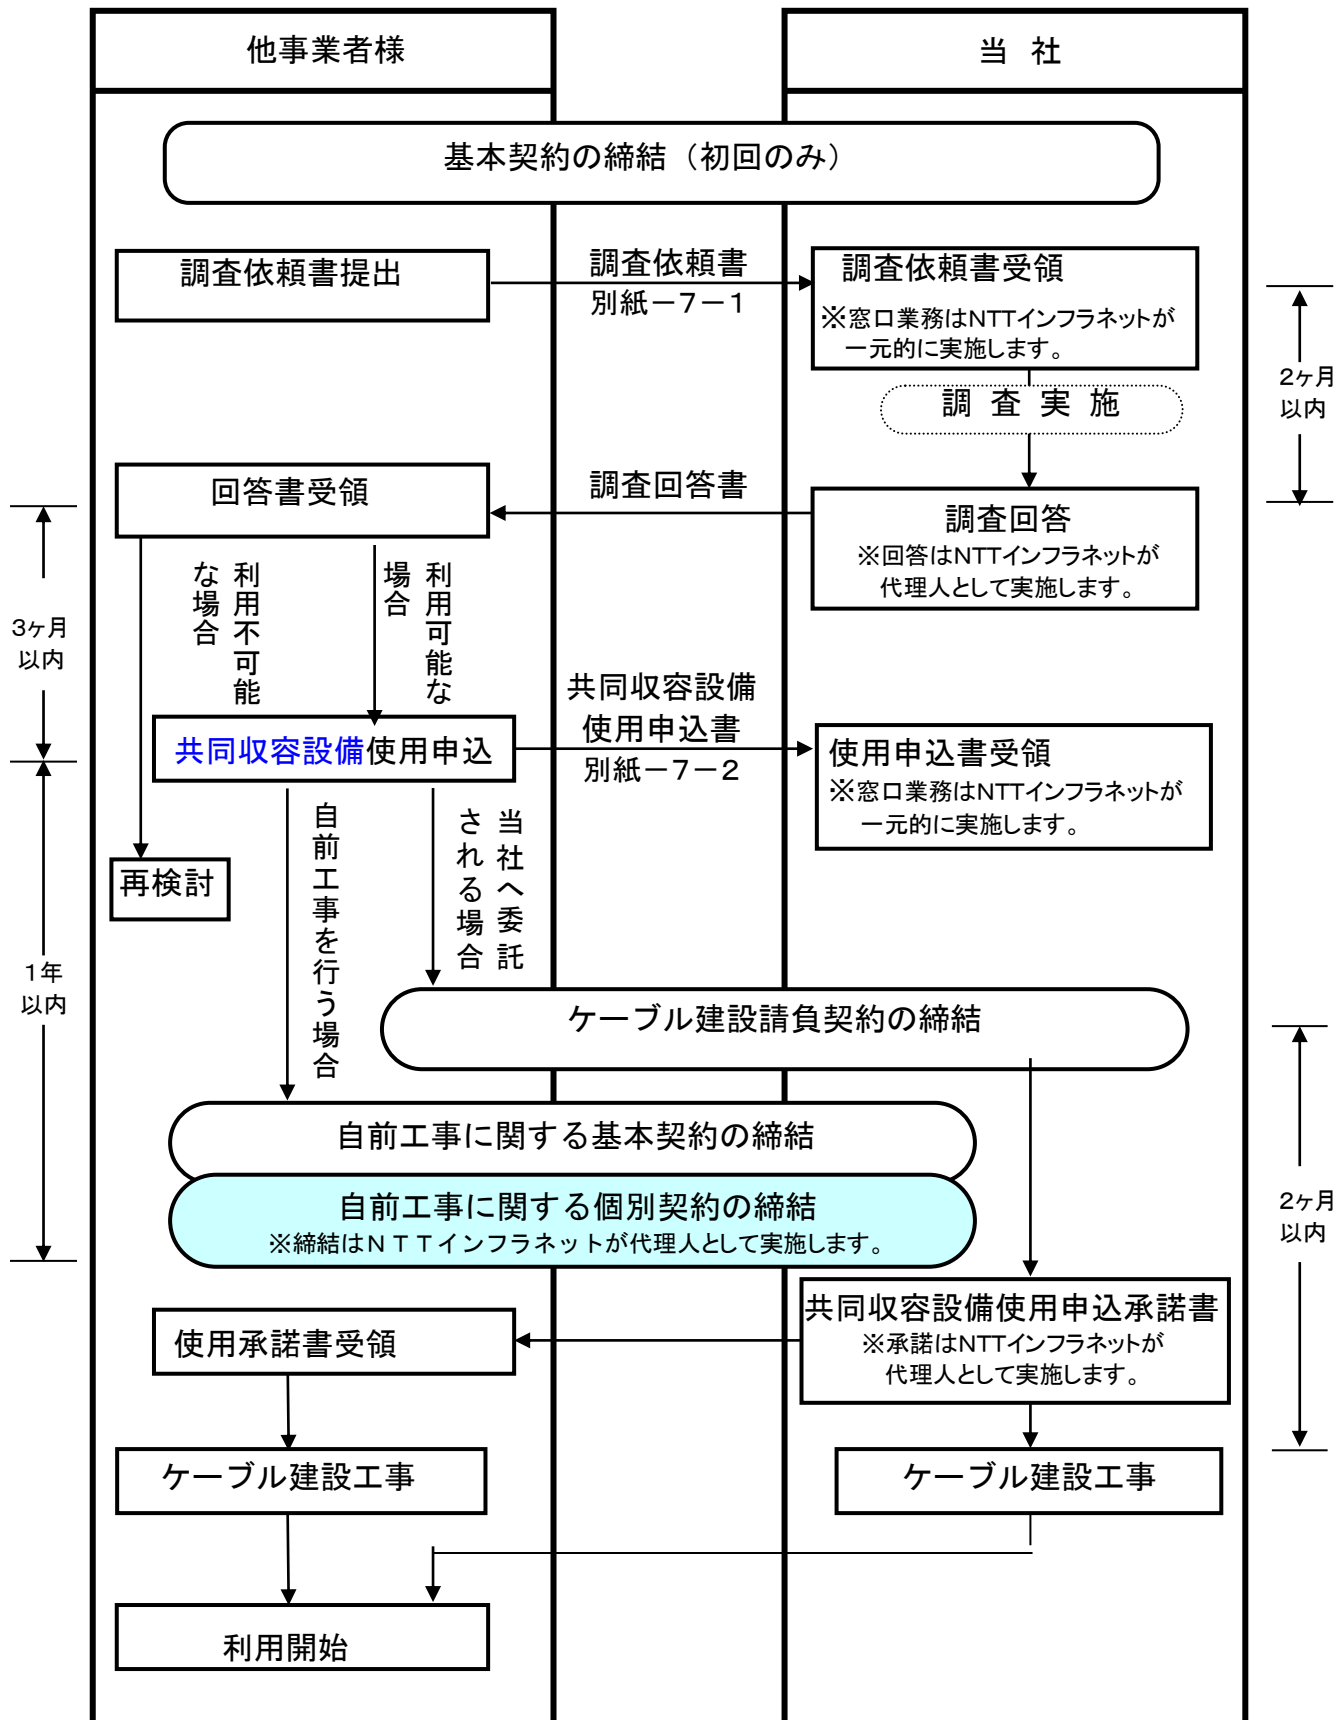 他事業者様
当 社
基本契約の締結（初回のみ）
調査依頼書提出
調査依頼書
別紙－7－1
調査依頼書受領
※窓口業務はNTTインフラネットが
一元的に実施します。
2ヶ月
以内
調 査 実 施
回答書受領
調査回答書
調査回答
※回答はNTTインフラネットが
代理人として実施します。
3ヶ月
以内
利用不可能
な場合
利用可能な
場合
共同収容設備
使用申込書
別紙－7－2
共同収容設備使用申込
使用申込書受領
※窓口業務はNTTインフラネットが
一元的に実施します。
再検討
自前工事を行う場合
当社へ委託
される場合
1年
以内
ケーブル建設請負契約の締結
自前工事に関する基本契約の締結
自前工事に関する個別契約の締結
※締結はＮＴＴインフラネットが代理人として実施します。
2ヶ月
以内
共同収容設備使用申込承諾書
※承諾はNTTインフラネットが
代理人として実施します。
使用承諾書受領
ケーブル建設工事
ケーブル建設工事
利用開始